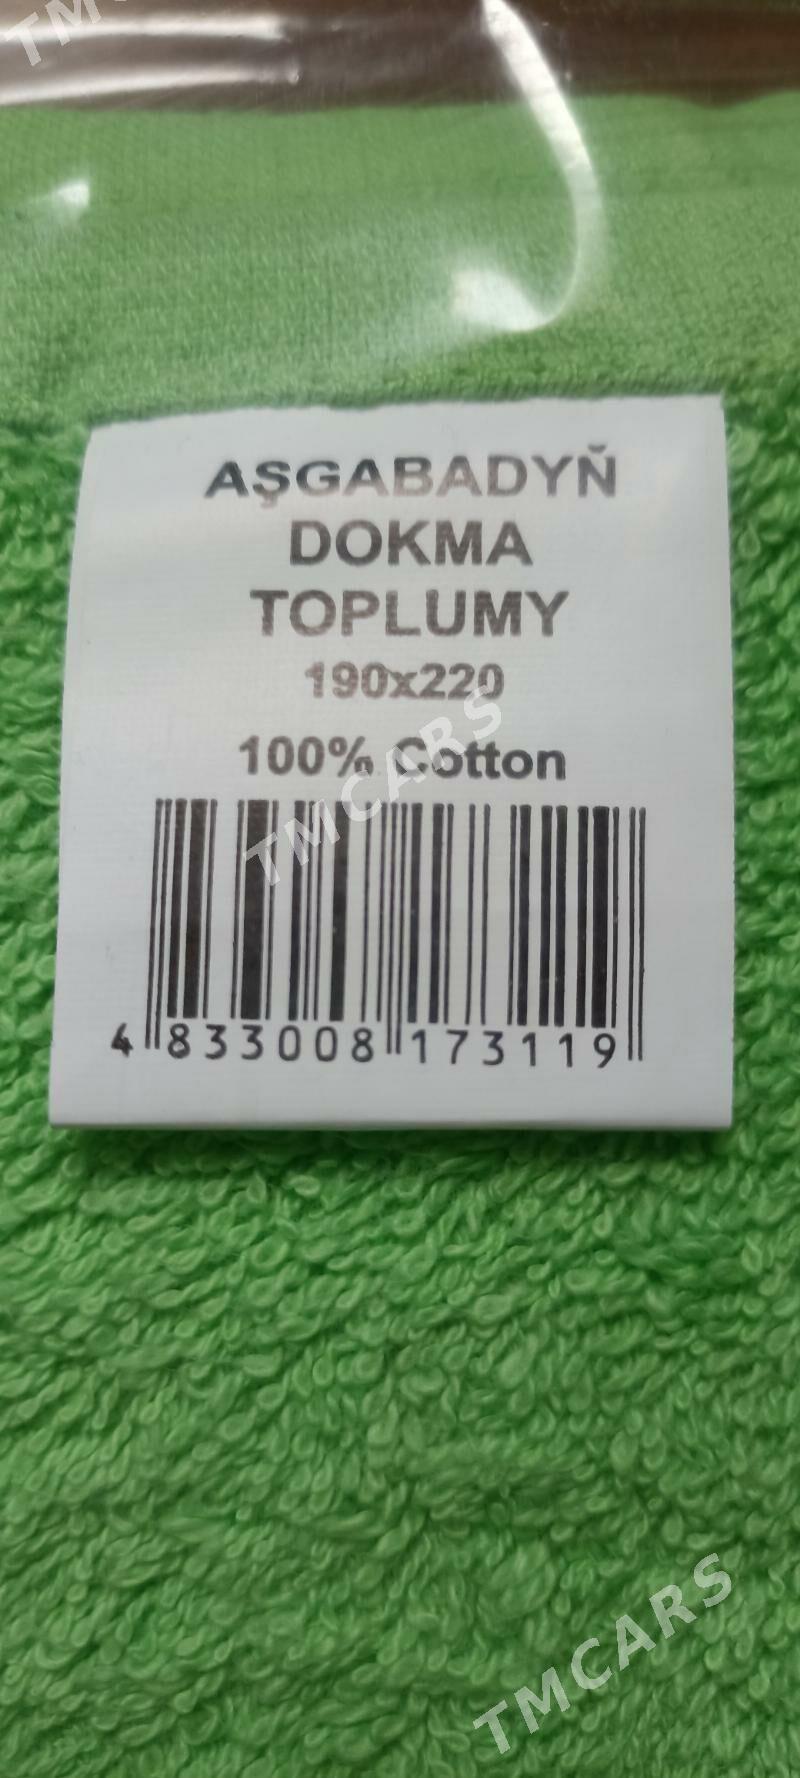 AŞGABADYŇ
DOKMA
TOPLUMY
190x220
100% Cotton
TMCARS
4 833008 173119
TMCARS